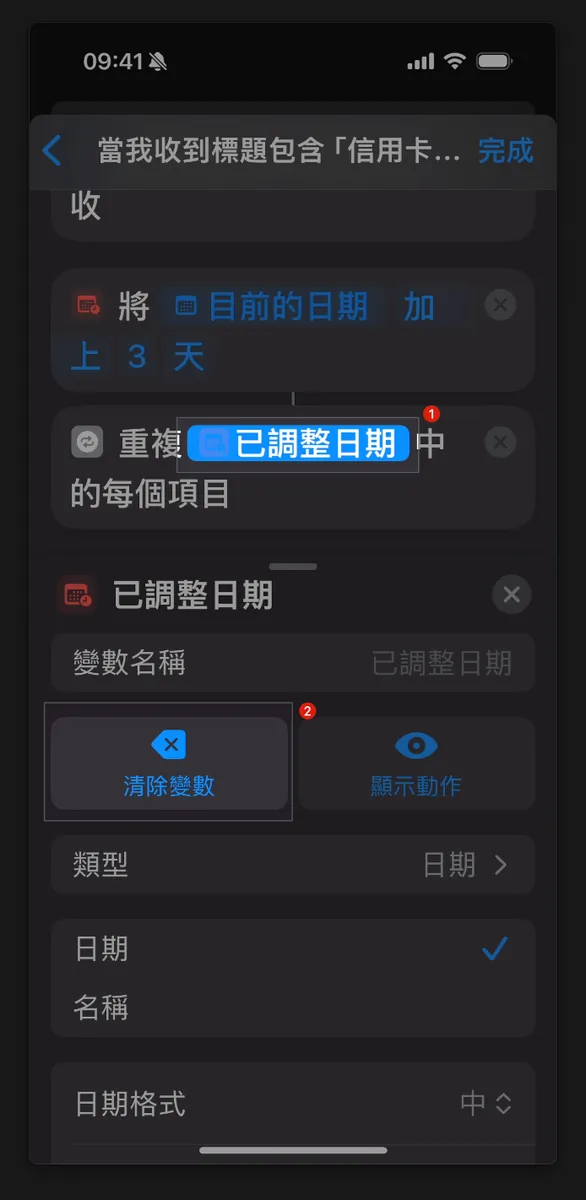 09:41
當我收到標題包含「信用卡... 完成
收
將 目前的日期 加
上 3 天
1
重複 已調整日期 中
的每個項目
已調整日期
變數名稱 已調整日期
2
清除變數 顯示動作
類型 日期
日期
名稱
日期格式 中